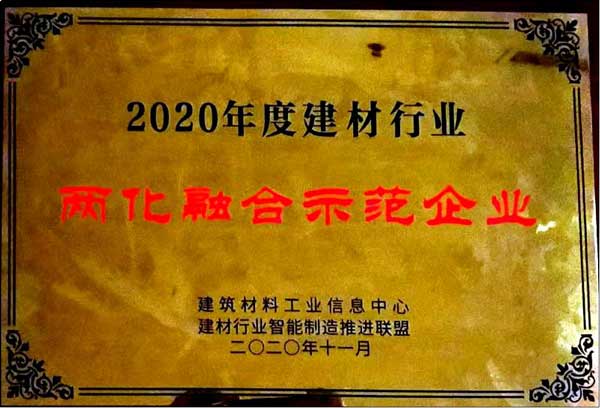 2020年度建材行业
两化融合示范企业
建筑材料工业信息中心
建材行业智能制造推进联盟
二〇二〇年十一月